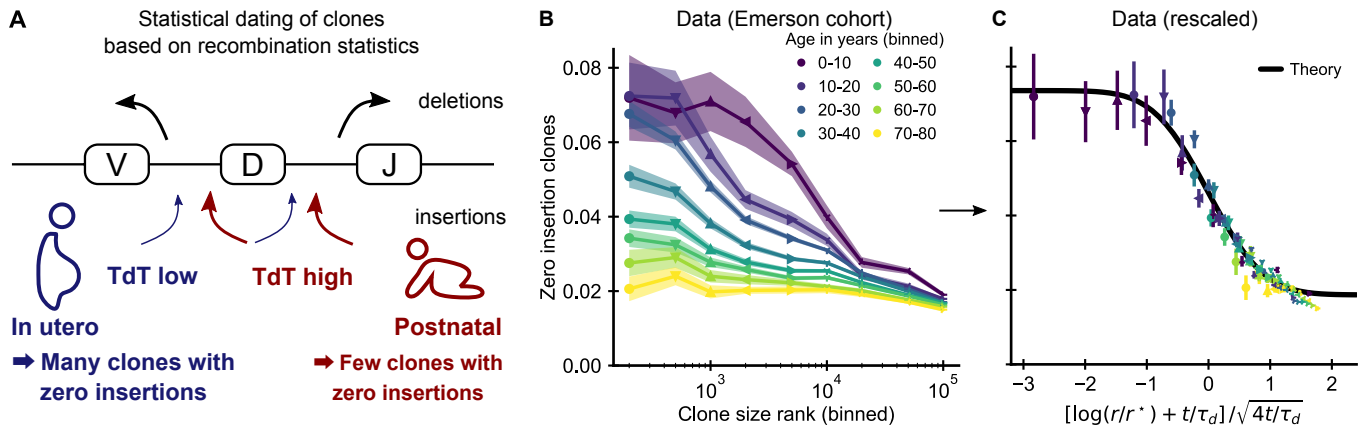 A
Statistical dating of clones
based on recombination statistics
deletions
V
D
J
insertions
TdT low
TdT high
In utero
Postnatal
➡ Many clones with
zero insertions
➡ Few clones with
zero insertions
B
Data (Emerson cohort)
Age in years (binned)
0-10
10-20
20-30
30-40
40-50
50-60
60-70
70-80
Zero insertion clones
0.08
0.06
0.04
0.02
0.00
10³
10⁴
10⁵
Clone size rank (binned)
C
Data (rescaled)
Theory
−3 −2 −1 0 1 2
[log(r/r*) + t/τ_d]/√4t/τ_d